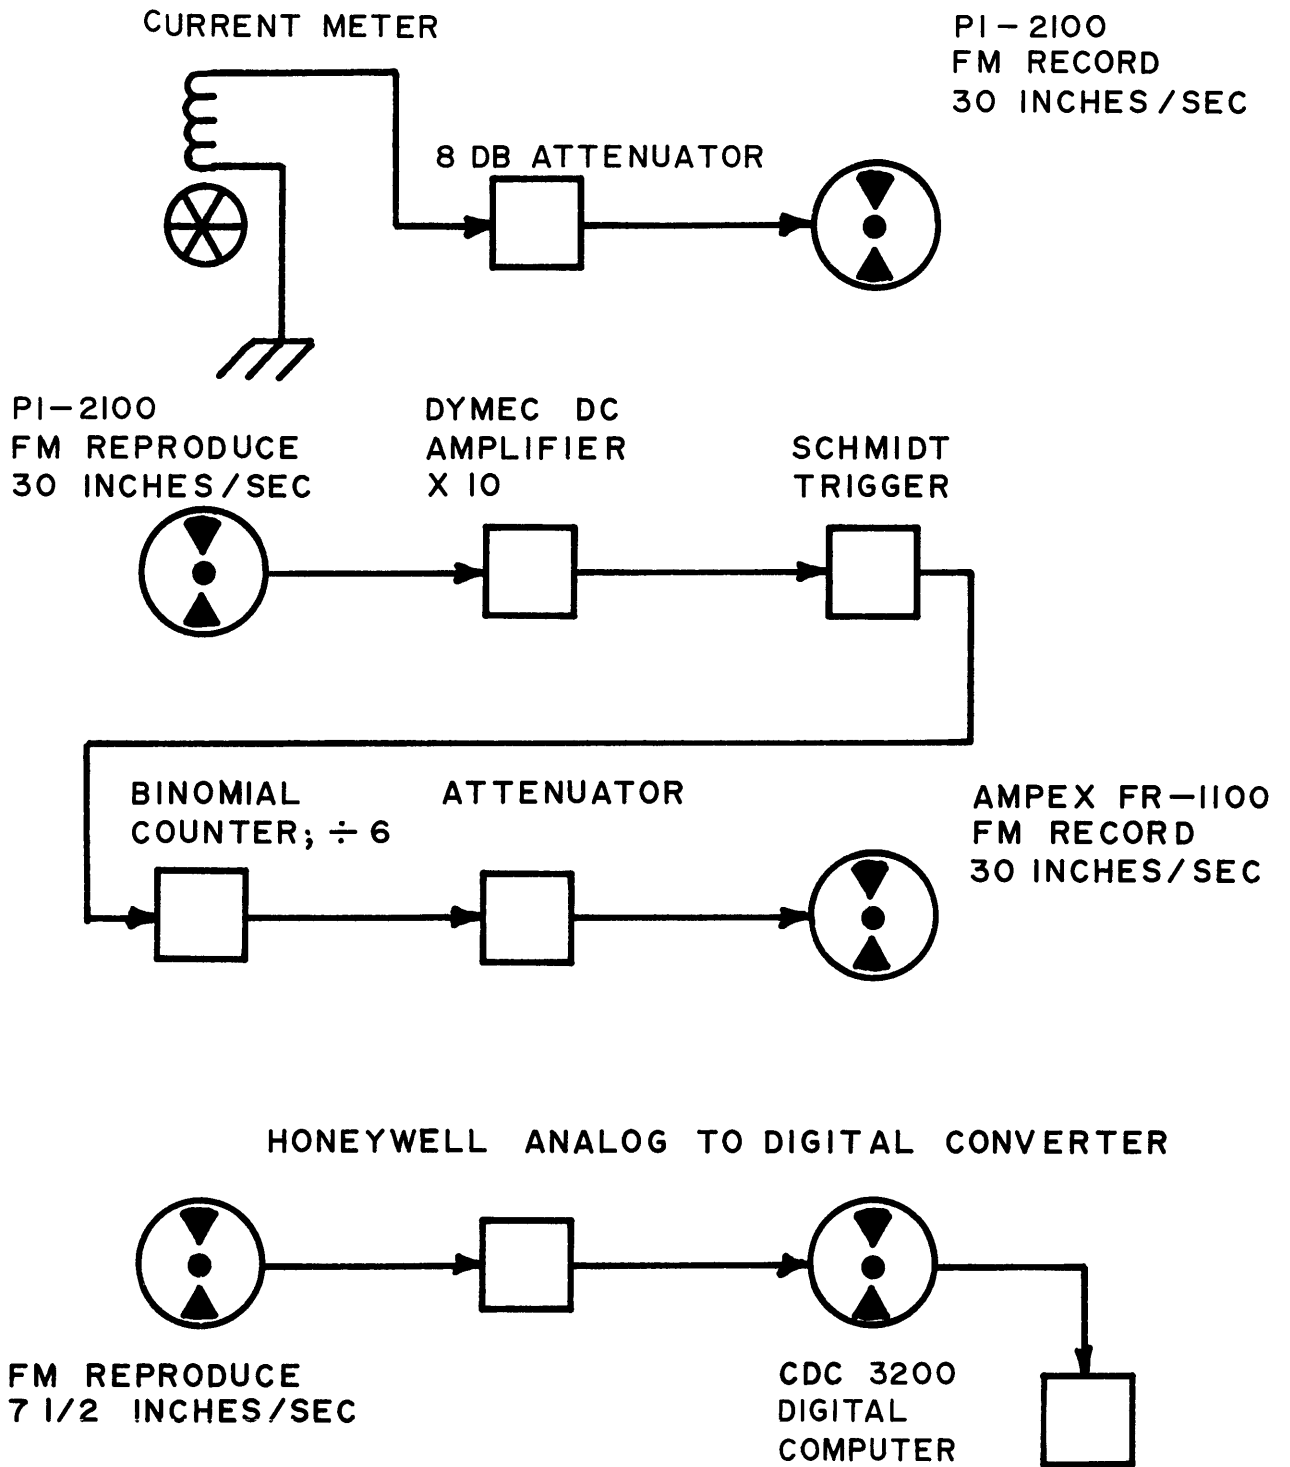 CURRENT METER
PI-2100
FM RECORD
30 INCHES/SEC
8 DB ATTENUATOR
PI-2100
FM REPRODUCE
30 INCHES/SEC
DYMEC DC
AMPLIFIER
X 10
SCHMIDT
TRIGGER
BINOMIAL
COUNTER; ÷ 6
ATTENUATOR
AMPEX FR-1100
FM RECORD
30 INCHES/SEC
HONEYWELL ANALOG TO DIGITAL CONVERTER
FM REPRODUCE
7 1/2 INCHES/SEC
CDC 3200
DIGITAL
COMPUTER